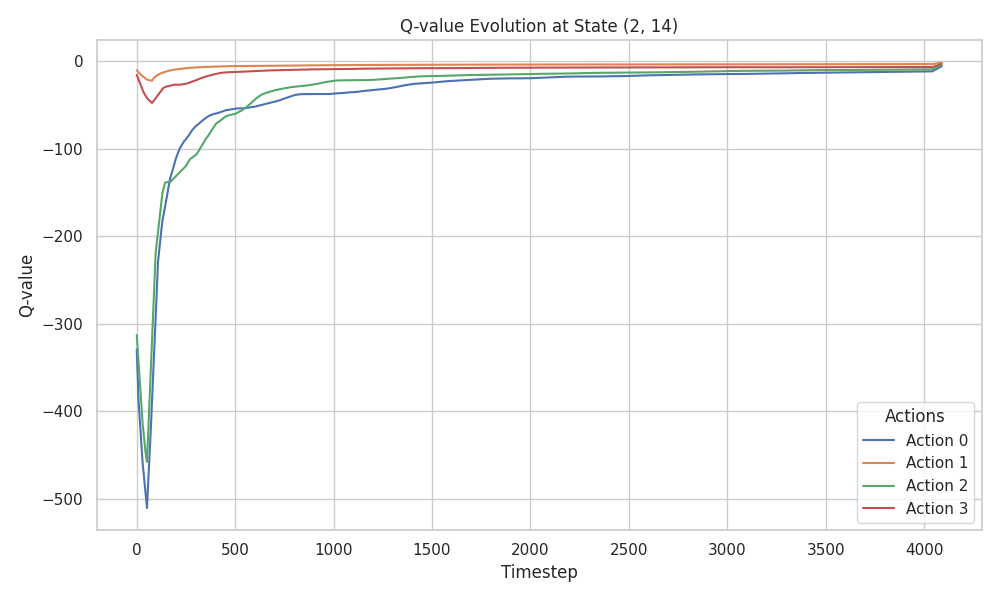 Q-value Evolution at State (2, 14)
0
−100
−200
−300
−400
−500
Q-value
0 500 1000 1500 2000 2500 3000 3500 4000
Timestep
Actions
Action 0
Action 1
Action 2
Action 3